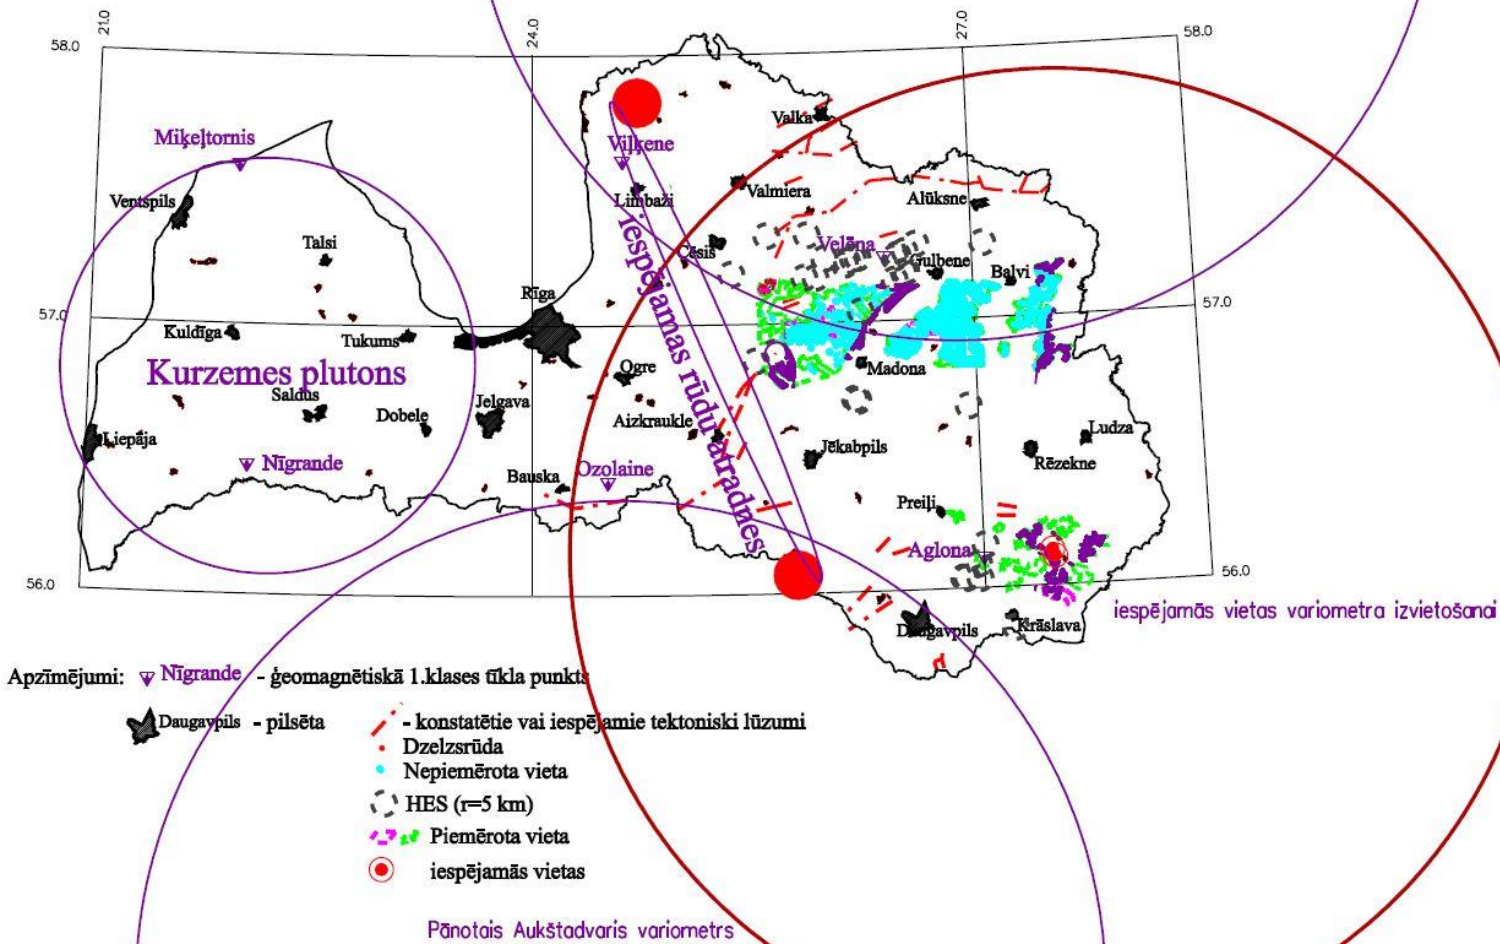 21.0
24.0
27.0
58.0
58.0
Miķeļtornis
Valka
Viļķene
Ventspils
Limbaži
Valmiera
Alūksne
Talsi
Cēsis
Velēna
Gulbene
Balvi
Rīga
57.0
57.0
Kuldīga
Tukums
iespējamas rūdu atradnes
Kurzemes plutons
Ogre
Madona
Saldus
Dobele
Jelgava
Aizkraukle
Liepāja
Jēkabpils
Ludza
Nīgrande
Ozolaine
Rēzekne
Bauska
Preiļi
Aglona
56.0
56.0
iespējamās vietas variometra izvietošanai
Daugavpils
Krāslava
Apzīmējumi:
Nīgrande - ģeomagnētiskā 1.klases tīkla punkts
Daugavpils - pilsēta
- konstatētie vai iespējamie tektoniski lūzumi
Dzelzsrūda
Nepiemērota vieta
HES (r=5 km)
Piemērota vieta
iespējamās vietas
Pānotais Aukštadvaris variometrs